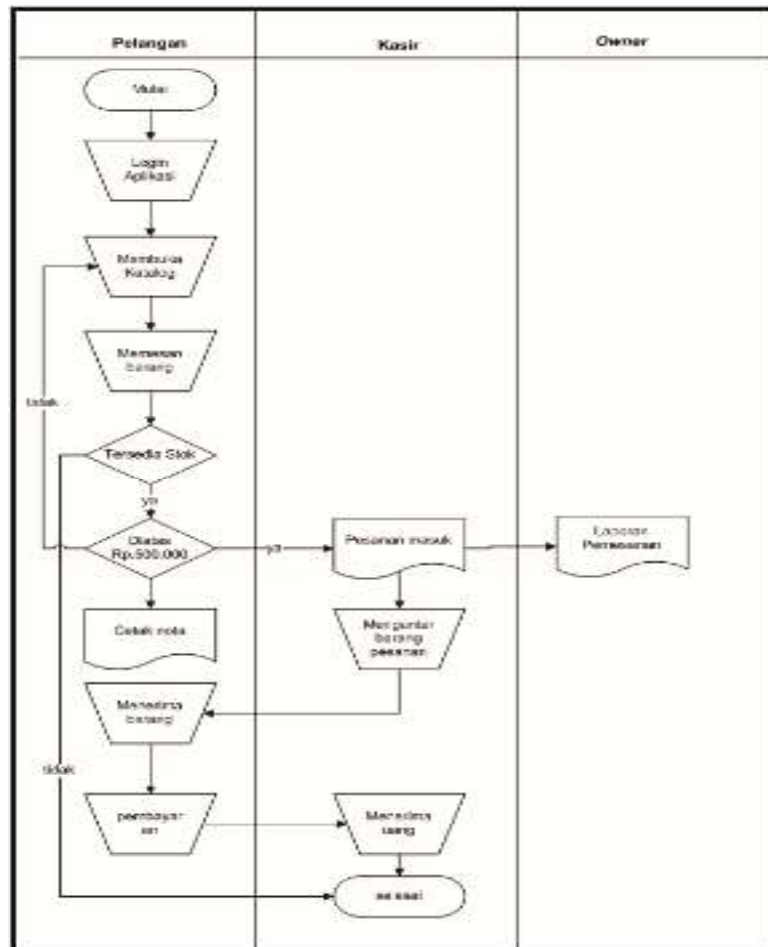 Pelangan
Kasir
Owner
Mulai
Login
Aplikasi
Membuka
Katalog
Memesan
barang
tidak
Tersedia Stok
ya
Diatas
Rp.500.000
ya
Pesanan masuk
Laporan
Pemesanan
Cetak nota
Mengantar
barang
pesanan
Menerima
barang
tidak
pembayar
an
Menerima
uang
selesai